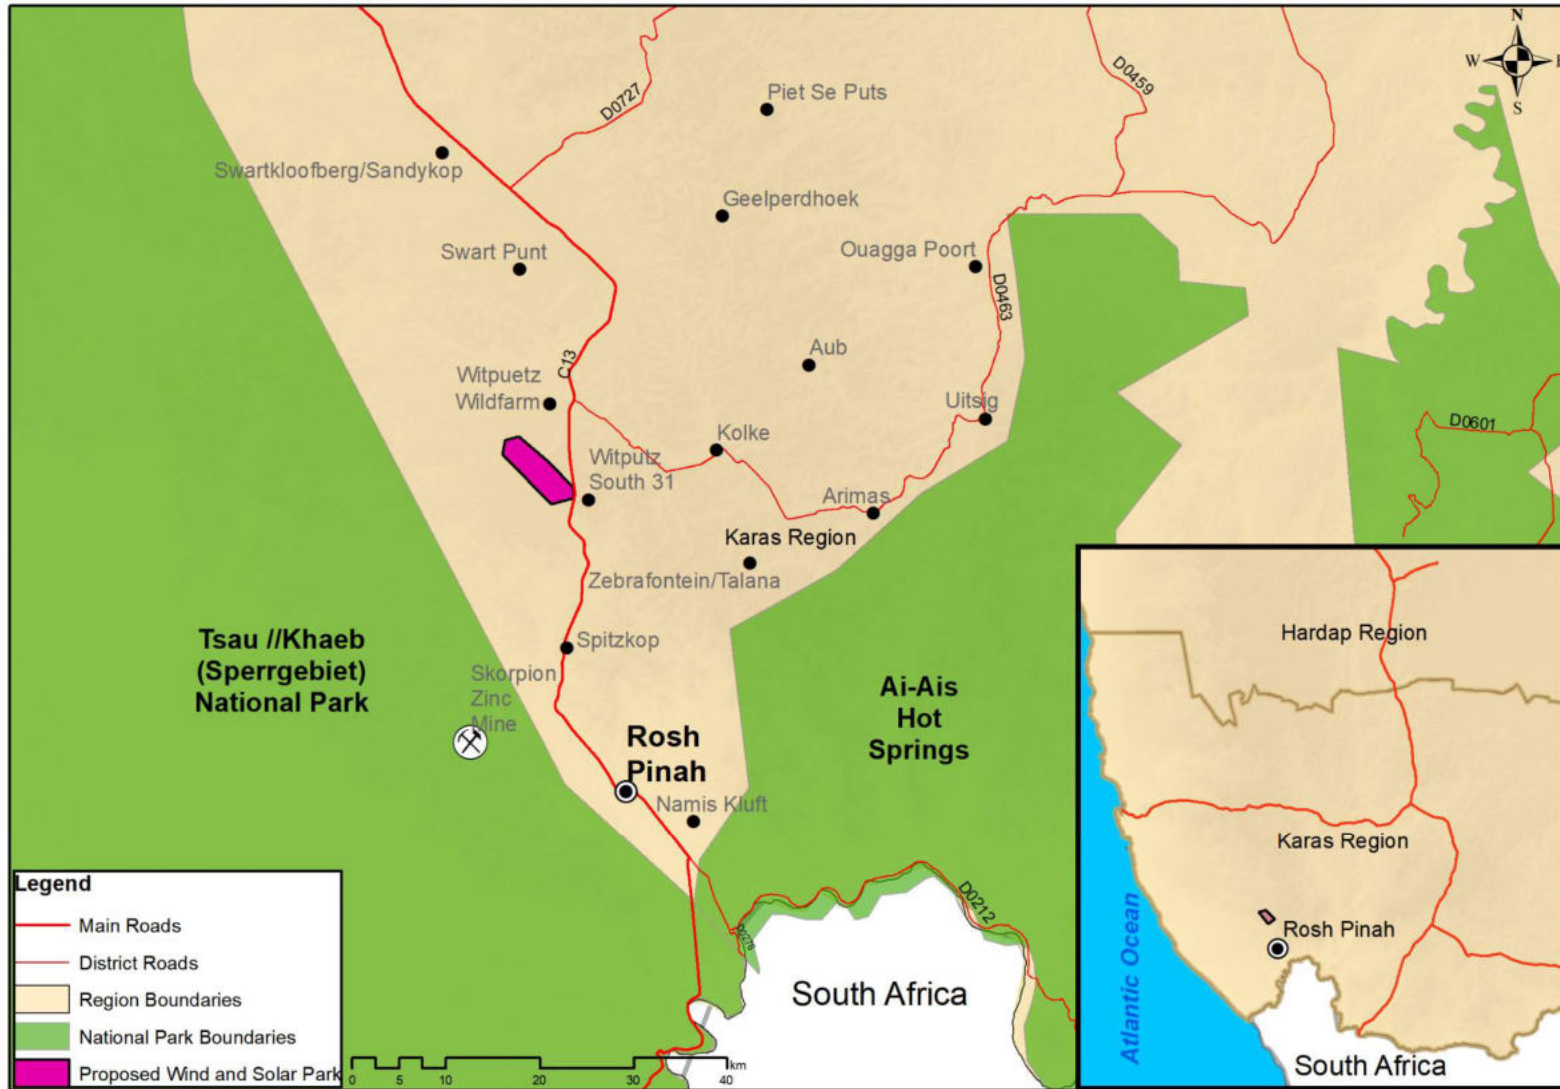 N
W
E
S
D0727
D0459
Piet Se Puts
Swartkloofberg/Sandykop
Geelperdhoek
Swart Punt
Ouagga Poort
D0463
C13
Aub
Witpuetz
Wildfarm
Uitsig
D0601
Kolke
Witputz
South 31
Arimas
Karas Region
Zebrafontein/Talana
Tsau //Khaeb
(Sperrgebiet)
National Park
Spitzkop
Skorpion
Zinc
Mine
Ai-Ais
Hot
Springs
Rosh
Pinah
Namis Kluft
D0212
D0276
South Africa
Legend
Main Roads
District Roads
Region Boundaries
National Park Boundaries
Proposed Wind and Solar Park
km
0 5 10 20 30 40
Hardap Region
Karas Region
Rosh Pinah
Atlantic Ocean
South Africa